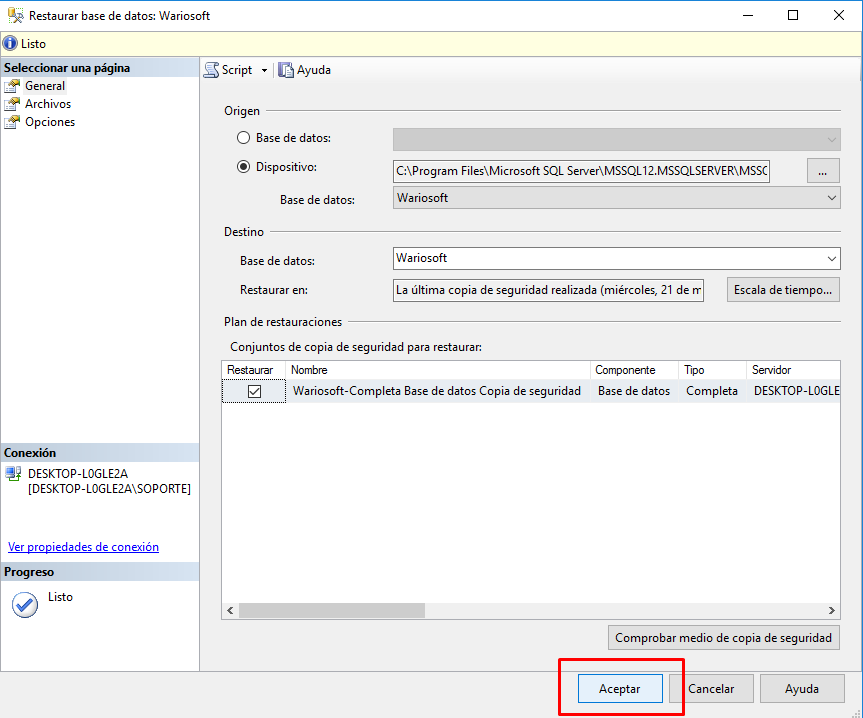 Restaurar base de datos: Wariosoft
Listo
Seleccionar una página
General
Archivos
Opciones
Script
Ayuda
Origen
Base de datos:
Dispositivo:
C:\Program Files\Microsoft SQL Server\MSSQL12.MSSQLSERVER\MSSQ
...
Base de datos:
Wariosoft
Destino
Base de datos:
Wariosoft
Restaurar en:
La última copia de seguridad realizada (miércoles, 21 de m
Escala de tiempo...
Plan de restauraciones
Conjuntos de copia de seguridad para restaurar:
Restaurar Nombre Componente Tipo Servidor
Wariosoft-Completa Base de datos Copia de seguridad Base de datos Completa DESKTOP-L0GLE
Conexión
DESKTOP-L0GLE2A
[DESKTOP-L0GLE2A\SOPORTE]
Ver propiedades de conexión
Progreso
Listo
Comprobar medio de copia de seguridad
Aceptar
Cancelar
Ayuda